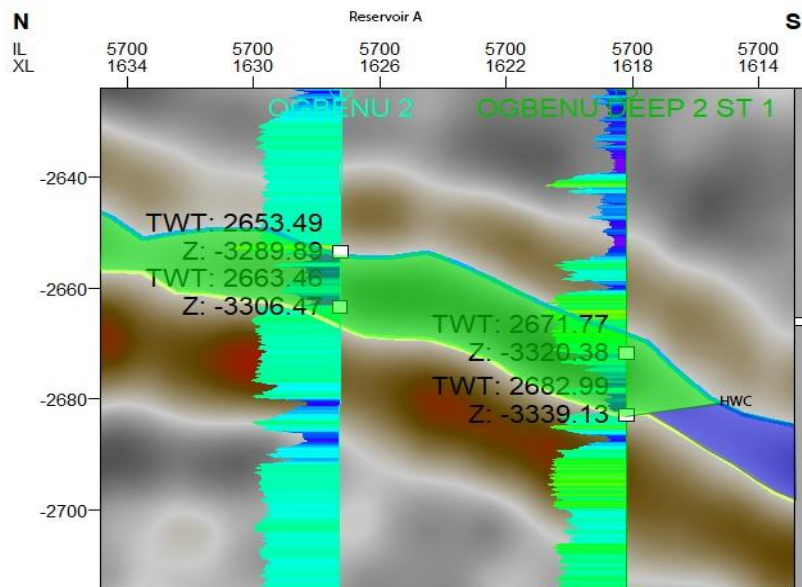 Reservoir A
N S
IL 5700 5700 5700 5700 5700 5700
XL 1634 1630 1626 1622 1618 1614
OGBENU 2 OGBENU DEEP 2 ST 1
-2640
TWT: 2653.49
Z: -3289.89
-2660
TWT: 2663.46
Z: -3306.47
TWT: 2671.77
Z: -3320.38
-2680
TWT: 2682.99
HWC
Z: -3339.13
-2700